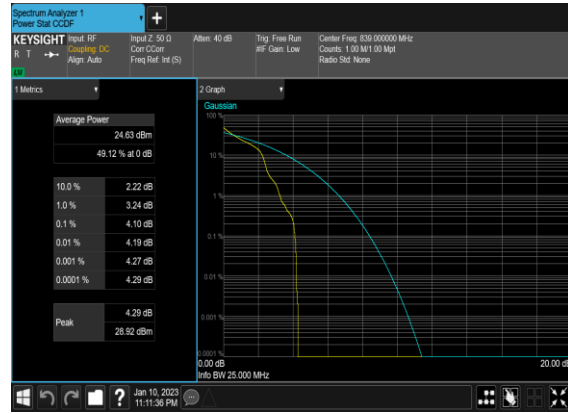 Spectrum Analyzer 1
Power Stat CCDF
KEYSIGHT
R T
Input: RF
Coupling: DC
Align: Auto
Input Z: 50 Ω
Corr CCorr
Freq Ref: Int (S)
Atten: 40 dB
Trig: Free Run
#IF Gain: Low
Center Freq: 839.000000 MHz
Counts: 1.00 M/1.00 Mpt
Radio Std: None
LW
1 Metrics
Average Power
24.63 dBm
49.12 % at 0 dB
10.0 % 2.22 dB
1.0 % 3.24 dB
0.1 % 4.10 dB
0.01 % 4.19 dB
0.001 % 4.27 dB
0.0001 % 4.29 dB
Peak
4.29 dB
28.92 dBm
2 Graph
Gaussian
100 %
10 %
1 %
0.1 %
0.01 %
0.001 %
0.0001 %
0.00 dB
20.00 dB
Info BW 25.000 MHz
?
Jan 10, 2023
11:11:36 PM